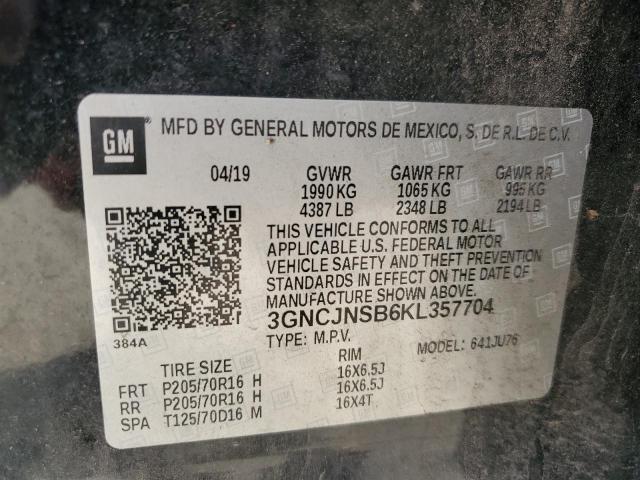 GM MFD BY GENERAL MOTORS DE MEXICO, S. DE R.L. DE C.V.
04/19 GVWR GAWR FRT GAWR RR
1990 KG 1065 KG 995 KG
4387 LB 2348 LB 2194 LB
THIS VEHICLE CONFORMS TO ALL
APPLICABLE U.S. FEDERAL MOTOR
VEHICLE SAFETY AND THEFT PREVENTION
STANDARDS IN EFFECT ON THE DATE
OF MANUFACTURE SHOWN ABOVE.
3GNCJNSB6KL357704
384A TYPE: M.P.V. MODEL: 641JU76
TIRE SIZE RIM
FRT P205/70R16 H 16X6.5J
RR P205/70R16 H 16X6.5J
SPA T125/70D16 M 16X4T